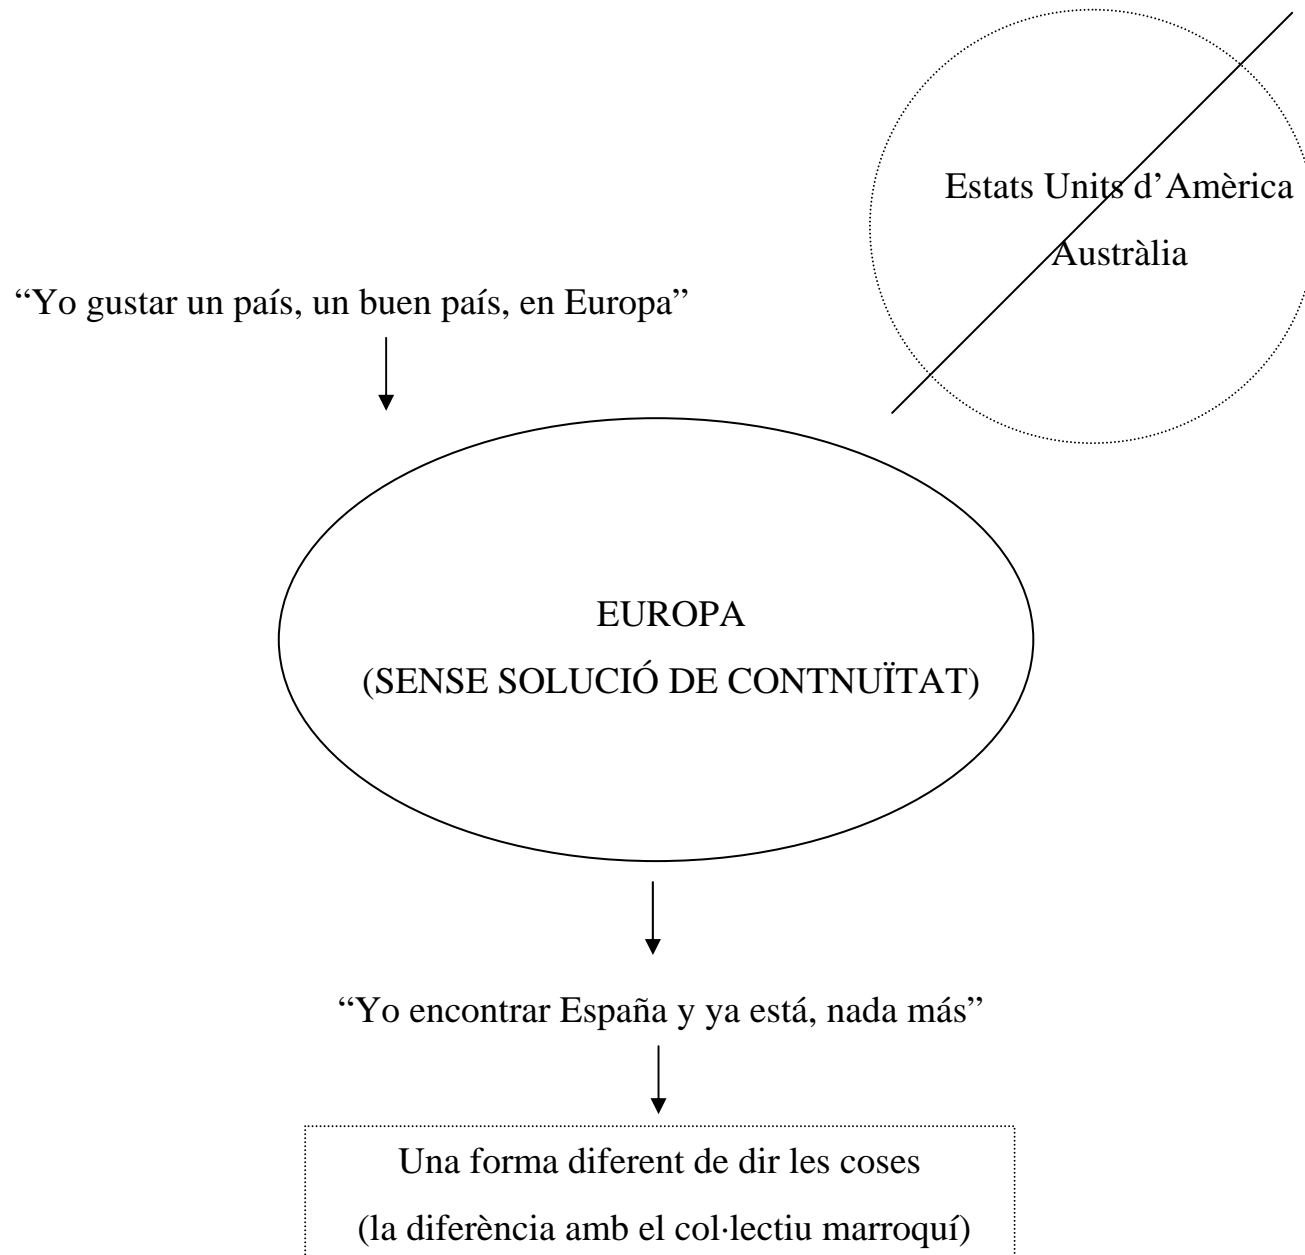 Estats Units d’Amèrica
Austràlia
“Yo gustar un país, un buen país, en Europa”
EUROPA
(SENSE SOLUCIÓ DE CONTNUÏTAT)
“Yo encontrar España y ya está, nada más”
Una forma diferent de dir les coses
(la diferència amb el col·lectiu marroquí)